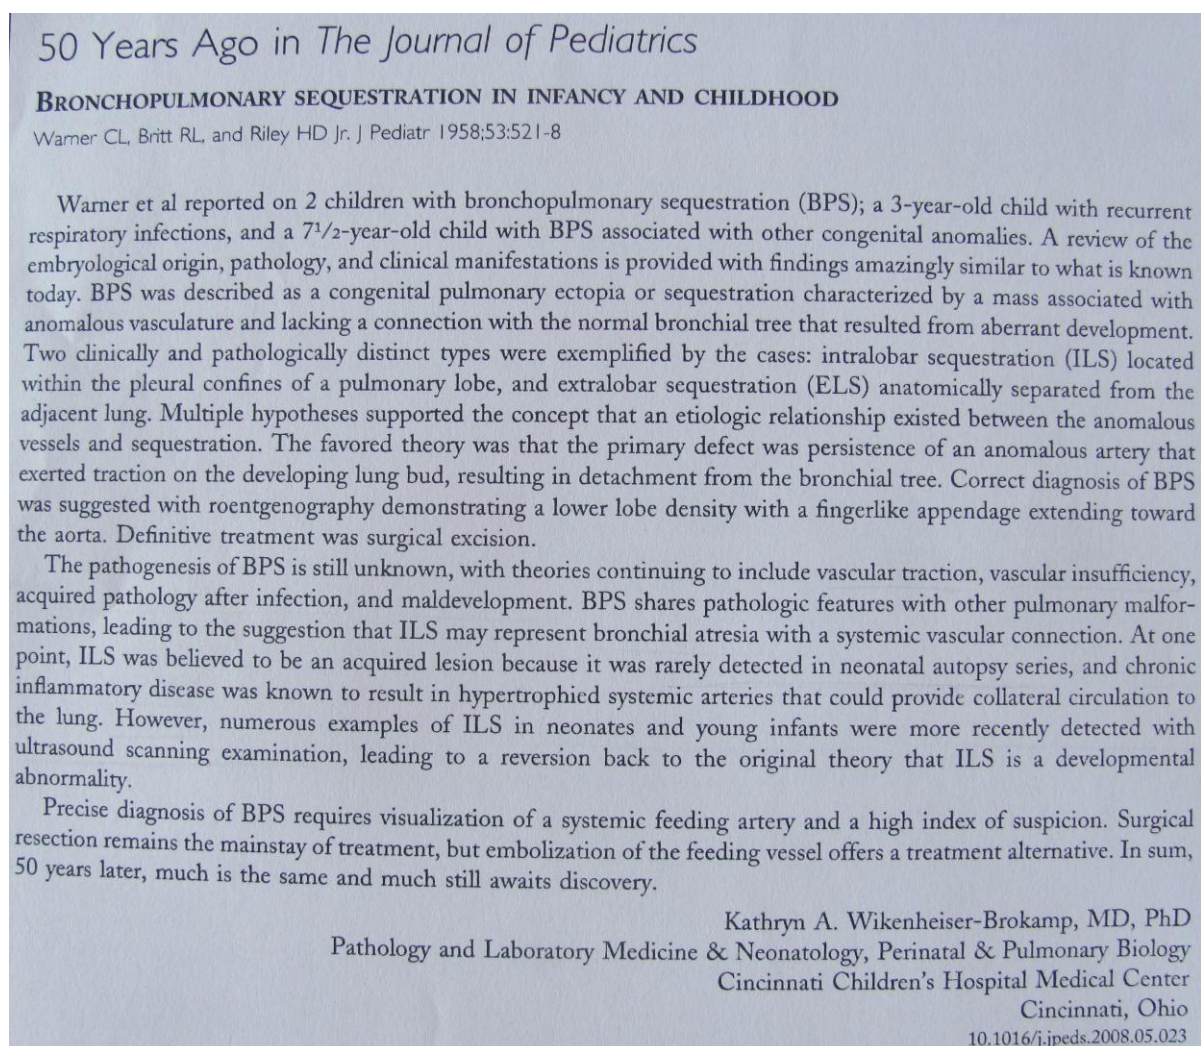 50 Years Ago in The Journal of Pediatrics
BRONCHOPULMONARY SEQUESTRATION IN INFANCY AND CHILDHOOD
Warner CL, Britt RL, and Riley HD Jr. J Pediatr 1958;53:521-8
Warner et al reported on 2 children with bronchopulmonary sequestration (BPS); a 3-year-old child with recurrent
respiratory infections, and a 7½-year-old child with BPS associated with other congenital anomalies. A review of the
embryological origin, pathology, and clinical manifestations is provided with findings amazingly similar to what is known
today. BPS was described as a congenital pulmonary ectopia or sequestration characterized by a mass associated with
anomalous vasculature and lacking a connection with the normal bronchial tree that resulted from aberrant development.
Two clinically and pathologically distinct types were exemplified by the cases: intralobar sequestration (ILS) located
within the pleural confines of a pulmonary lobe, and extralobar sequestration (ELS) anatomically separated from the
adjacent lung. Multiple hypotheses supported the concept that an etiologic relationship existed between the anomalous
vessels and sequestration. The favored theory was that the primary defect was persistence of an anomalous artery that
exerted traction on the developing lung bud, resulting in detachment from the bronchial tree. Correct diagnosis of BPS
was suggested with roentgenography demonstrating a lower lobe density with a fingerlike appendage extending toward
the aorta. Definitive treatment was surgical excision.
The pathogenesis of BPS is still unknown, with theories continuing to include vascular traction, vascular insufficiency,
acquired pathology after infection, and maldevelopment. BPS shares pathologic features with other pulmonary malfor-
mations, leading to the suggestion that ILS may represent bronchial atresia with a systemic vascular connection. At one
point, ILS was believed to be an acquired lesion because it was rarely detected in neonatal autopsy series, and chronic
inflammatory disease was known to result in hypertrophied systemic arteries that could provide collateral circulation to
the lung. However, numerous examples of ILS in neonates and young infants were more recently detected with
ultrasound scanning examination, leading to a reversion back to the original theory that ILS is a developmental
abnormality.
Precise diagnosis of BPS requires visualization of a systemic feeding artery and a high index of suspicion. Surgical
resection remains the mainstay of treatment, but embolization of the feeding vessel offers a treatment alternative. In sum,
50 years later, much is the same and much still awaits discovery.
Kathryn A. Wikenheiser-Brokamp, MD, PhD
Pathology and Laboratory Medicine & Neonatology, Perinatal & Pulmonary Biology
Cincinnati Children's Hospital Medical Center
Cincinnati, Ohio
10.1016/j.jpeds.2008.05.023